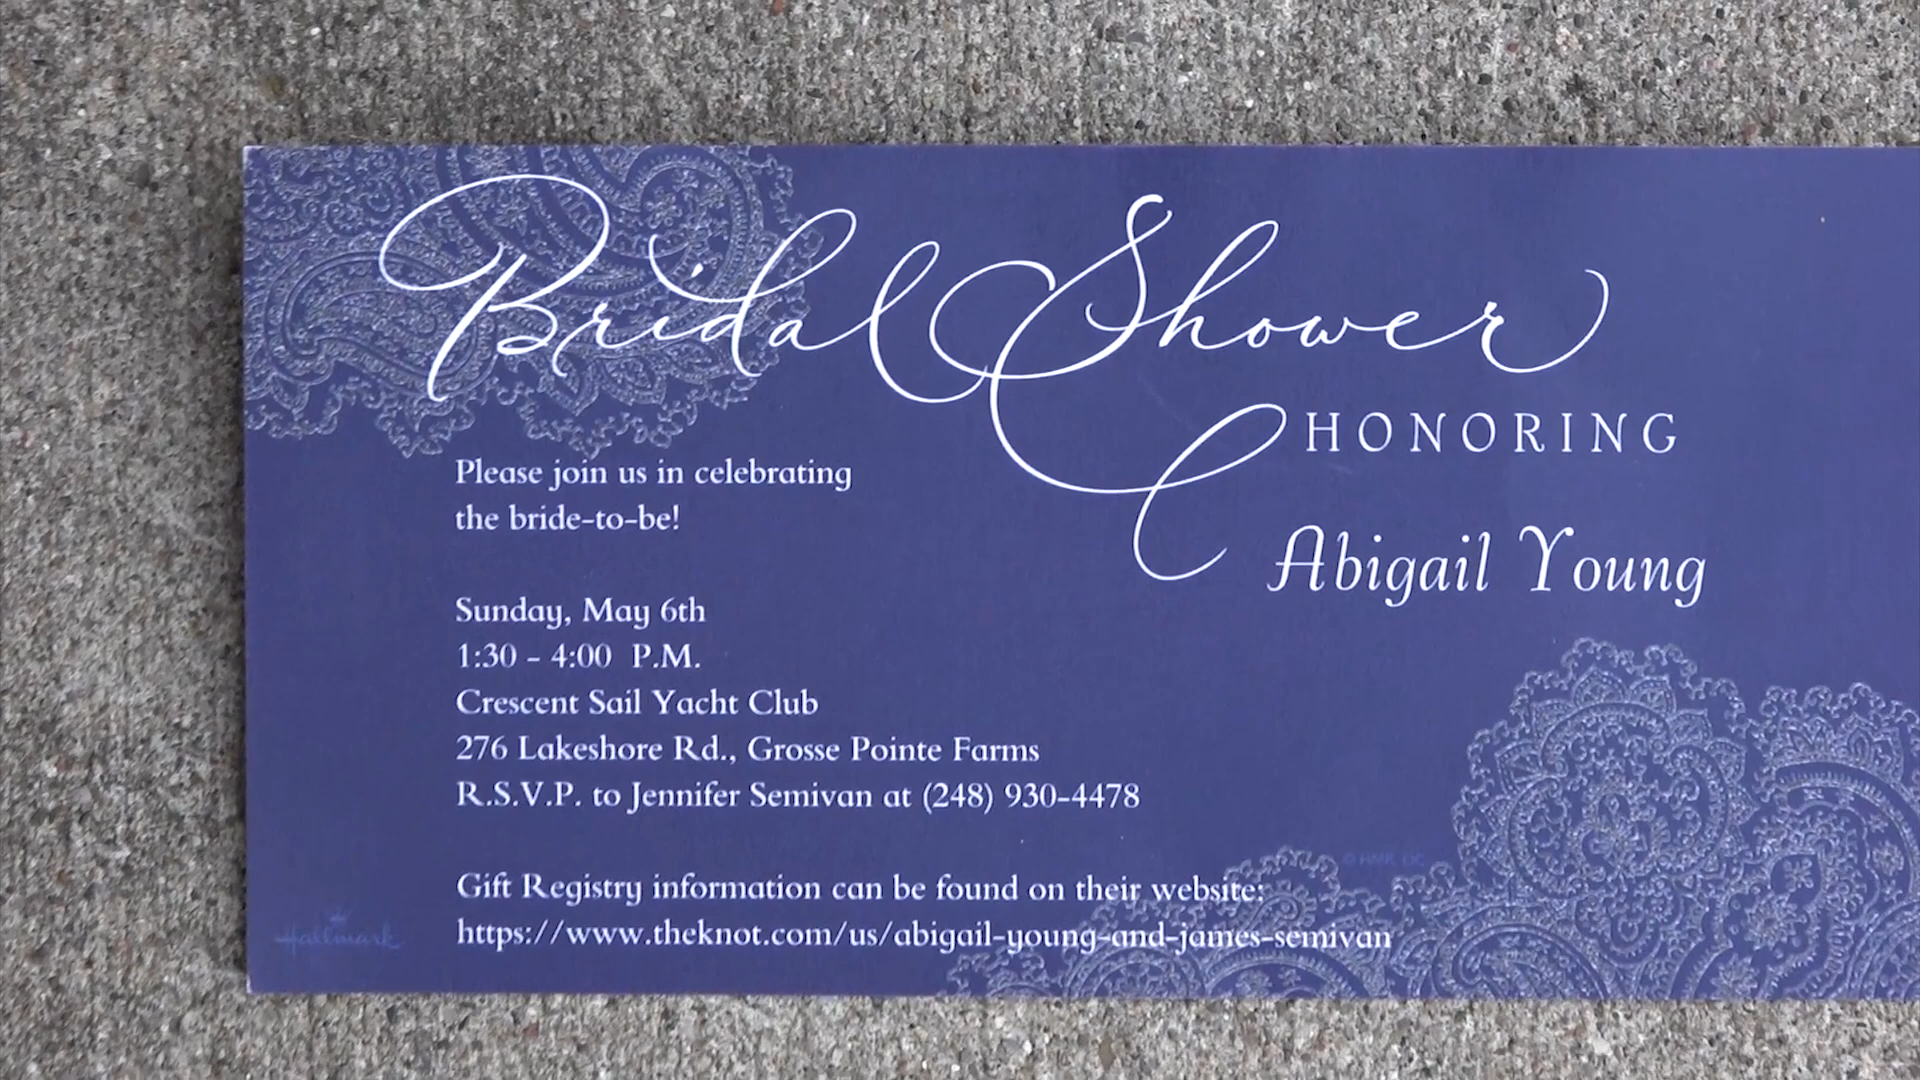 Bridal Shower
HONORING
Abigail Young
Please join us in celebrating
the bride-to-be!
Sunday, May 6th
1:30 - 4:00 P.M.
Crescent Sail Yacht Club
276 Lakeshore Rd., Grosse Pointe Farms
R.S.V.P. to Jennifer Semivan at (248) 930-4478
Gift Registry information can be found on their website:
https://www.theknot.com/us/abigail-young-and-james-semivan
Hallmark